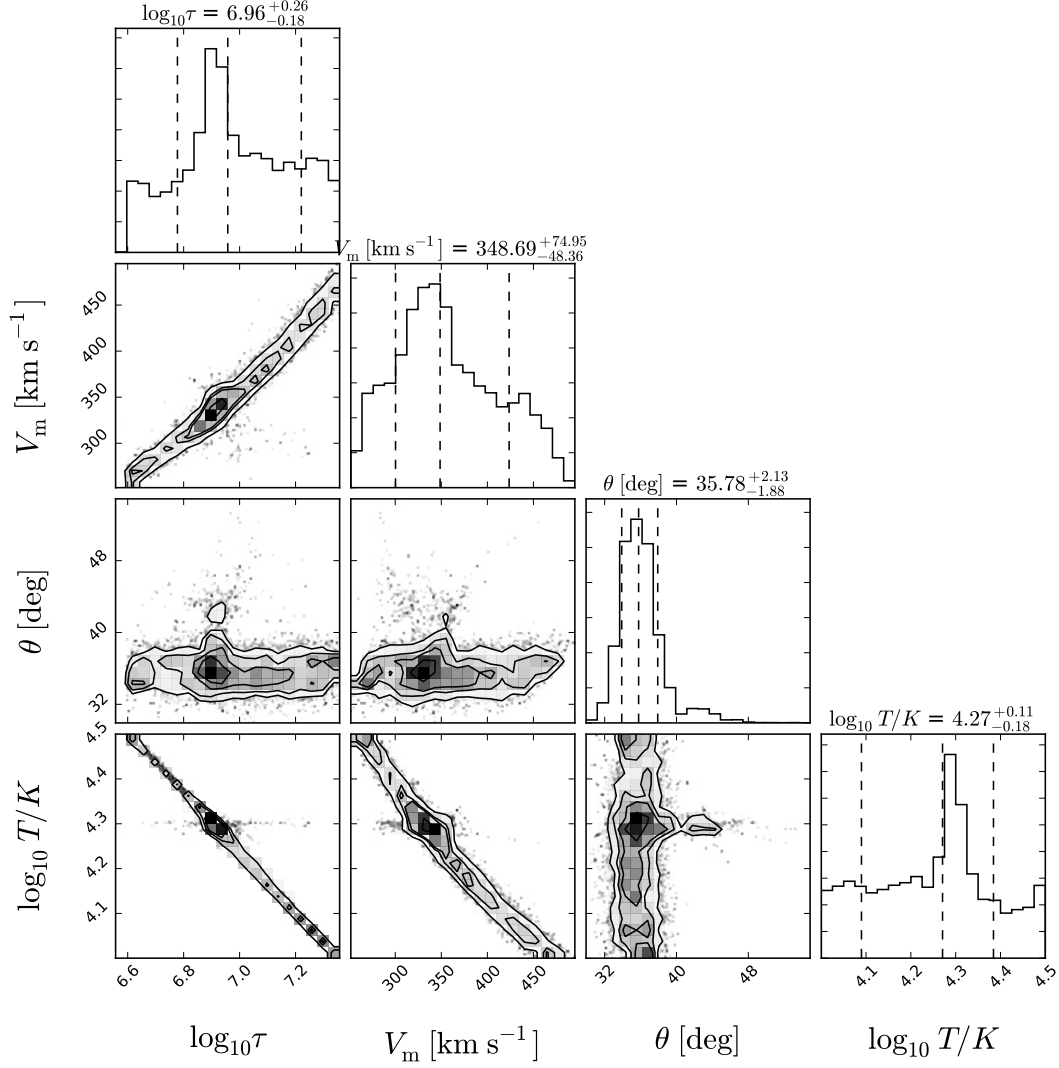 log₁₀τ = 6.96 +0.26 −0.18
Vₘ [km s⁻¹] = 348.69 +74.95 −48.36
450
400
350
300
Vₘ [km s⁻¹]
θ [deg] = 35.78 +2.13 −1.88
48
40
32
θ [deg]
log₁₀ T/K = 4.27 +0.11 −0.18
4.5
4.4
4.3
4.2
4.1
log₁₀ T/K
6.6 6.8 7.0 7.2
300 350 400 450
32 40 48
4.1 4.2 4.3 4.4 4.5
log₁₀τ
Vₘ [km s⁻¹]
θ [deg]
log₁₀ T/K